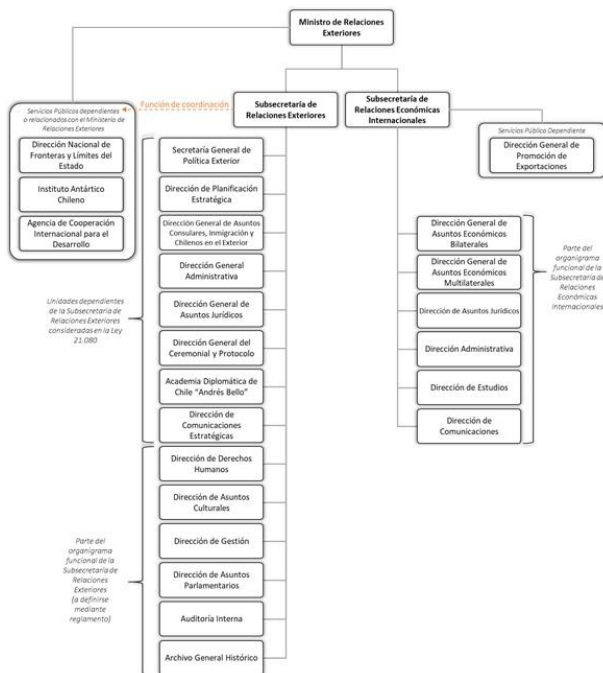 Ministro de Relaciones
Exteriores
Servicios Públicos dependientes
o relacionados con el Ministerio de
Relaciones Exteriores
Dirección Nacional de
Fronteras y Límites del
Estado
Instituto Antártico
Chileno
Agencia de Cooperación
Internacional para el
Desarrollo
Función de coordinación
Subsecretaría de
Relaciones Exteriores
Subsecretaría de
Relaciones Económicas
Internacionales
Servicios Público Dependiente
Dirección General de
Promoción de
Exportaciones
Unidades dependientes
de la Subsecretaría de
Relaciones Exteriores
consideradas en la Ley
21.080
Secretaría General de
Política Exterior
Dirección de Planificación
Estratégica
Dirección General de Asuntos
Consulares, Inmigración y
Chilenos en el Exterior
Dirección General
Administrativa
Dirección General de
Asuntos Jurídicos
Dirección General del
Ceremonial y Protocolo
Academia Diplomática de
Chile “Andrés Bello”
Dirección de
Comunicaciones
Estratégicas
Parte del
organigrama
funcional de la
Subsecretaría de
Relaciones
Exteriores
(a definirse
mediante
reglamento)
Dirección de Derechos
Humanos
Dirección de Asuntos
Culturales
Dirección de Gestión
Dirección de Asuntos
Parlamentarios
Auditoría Interna
Archivo General Histórico
Dirección General de
Asuntos Económicos
Bilaterales
Dirección General de
Asuntos Económicos
Multilaterales
Dirección de Asuntos Jurídicos
Dirección Administrativa
Dirección de Estudios
Dirección de
Comunicaciones
Parte del
organigrama
funcional de la
Subsecretaría de
Relaciones
Económicas
Internacionales